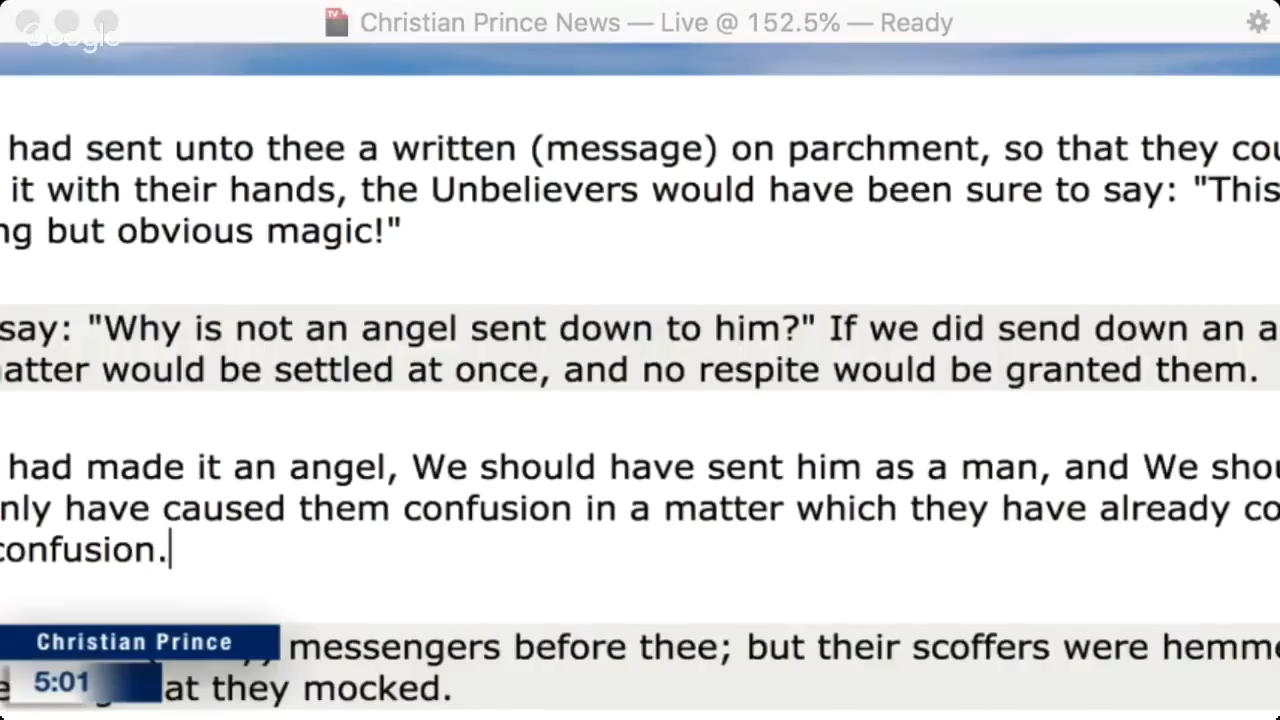 Christian Prince News — Live @ 152.5% — Ready
Google
had sent unto thee a written (message) on parchment, so that they cou
it with their hands, the Unbelievers would have been sure to say: "This
ng but obvious magic!"
say: "Why is not an angel sent down to him?" If we did send down an a
atter would be settled at once, and no respite would be granted them.
had made it an angel, We should have sent him as a man, and We shou
nly have caused them confusion in a matter which they have already co
confusion.
Christian Prince messengers before thee; but their scoffers were hemme
5:01 at they mocked.